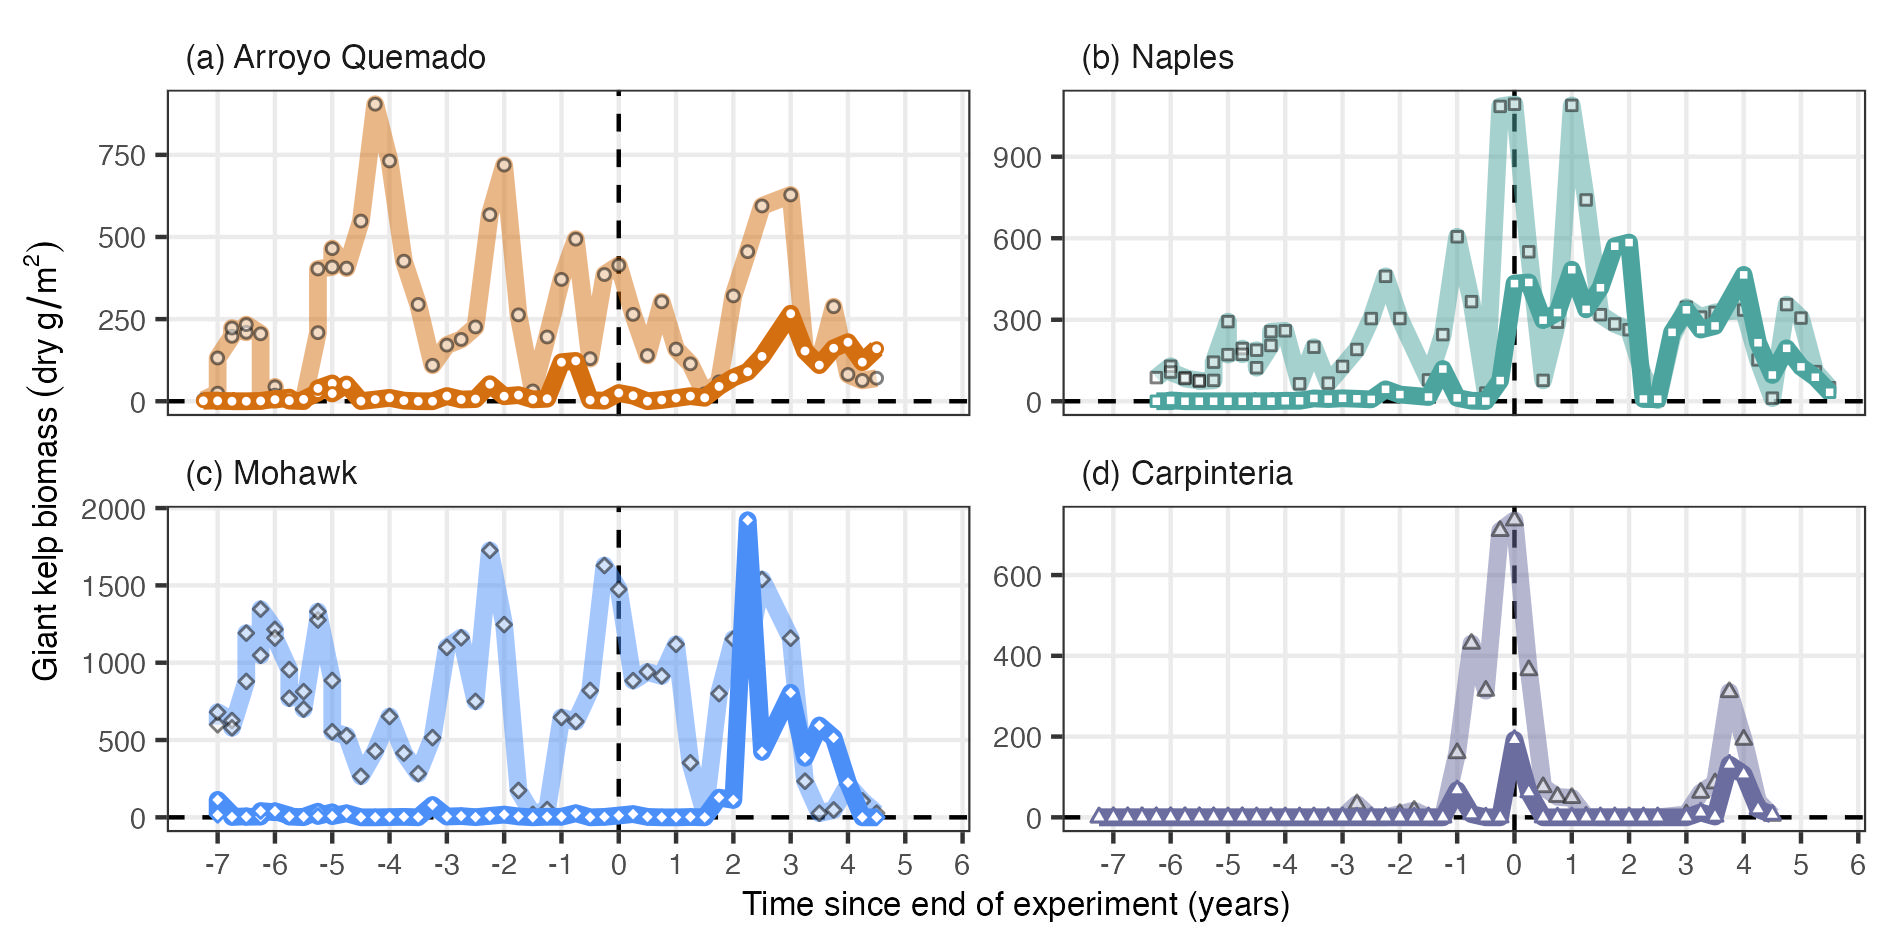 (a) Arroyo Quemado
(b) Naples
750
500
250
0
900
600
300
0
Giant kelp biomass (dry g/m²)
(c) Mohawk
(d) Carpinteria
2000
1500
1000
500
0
600
400
200
0
-7 -6 -5 -4 -3 -2 -1 0 1 2 3 4 5 6
-7 -6 -5 -4 -3 -2 -1 0 1 2 3 4 5 6
Time since end of experiment (years)